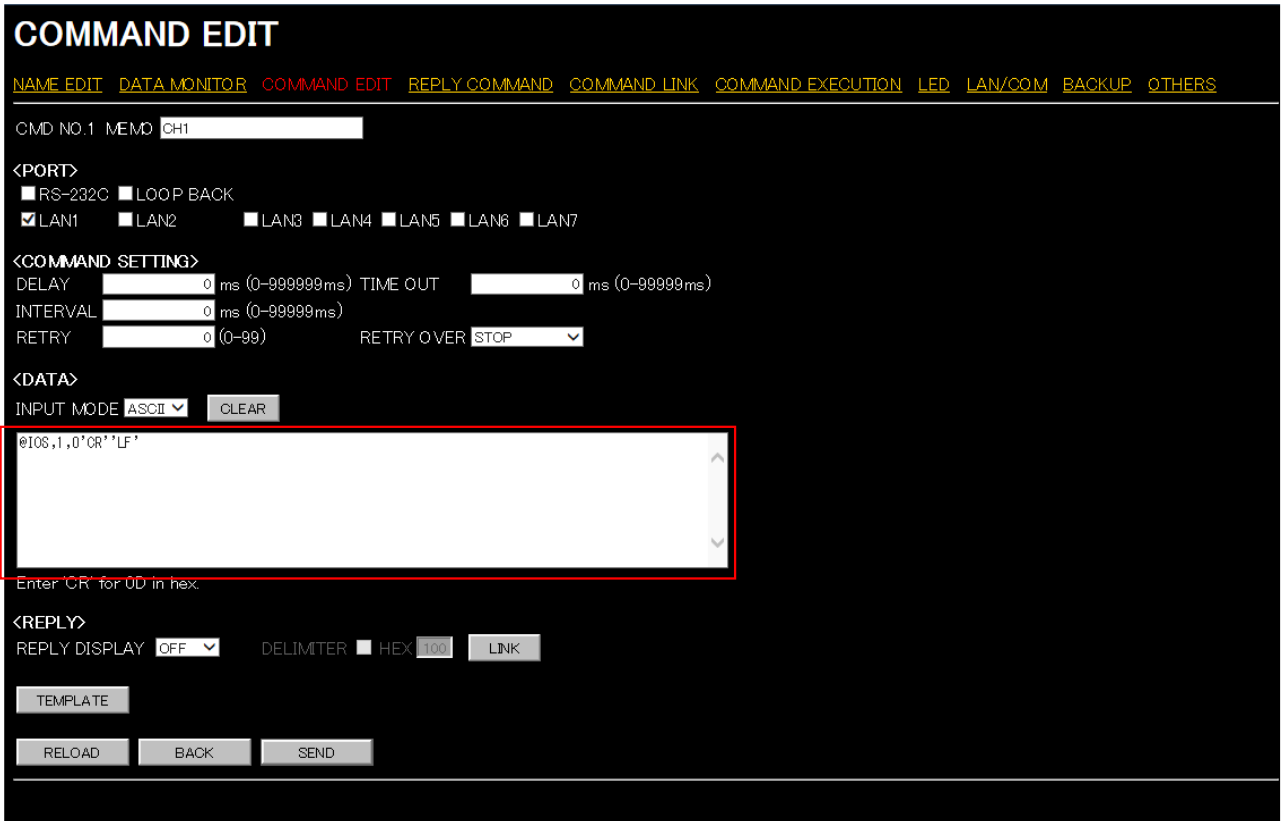 COMMAND EDIT
NAME EDIT DATA MONITOR COMMAND EDIT REPLY COMMAND COMMAND LINK COMMAND EXECUTION LED LAN/COM BACKUP OTHERS
CMD NO.1 MEMO CH1
<PORT>
RS-232C LOOP BACK
LAN1 LAN2 LAN3 LAN4 LAN5 LAN6 LAN7
<COMMAND SETTING>
DELAY 0 ms (0-999999ms) TIME OUT 0 ms (0-99999ms)
INTERVAL 0 ms (0-99999ms)
RETRY 0 (0-99) RETRY OVER STOP
<DATA>
INPUT MODE ASCII CLEAR
@IOS,1,0'CR''LF'
Enter 'CR' for 0D in hex.
<REPLY>
REPLY DISPLAY OFF DELIMITER HEX 100 LINK
TEMPLATE
RELOAD BACK SEND